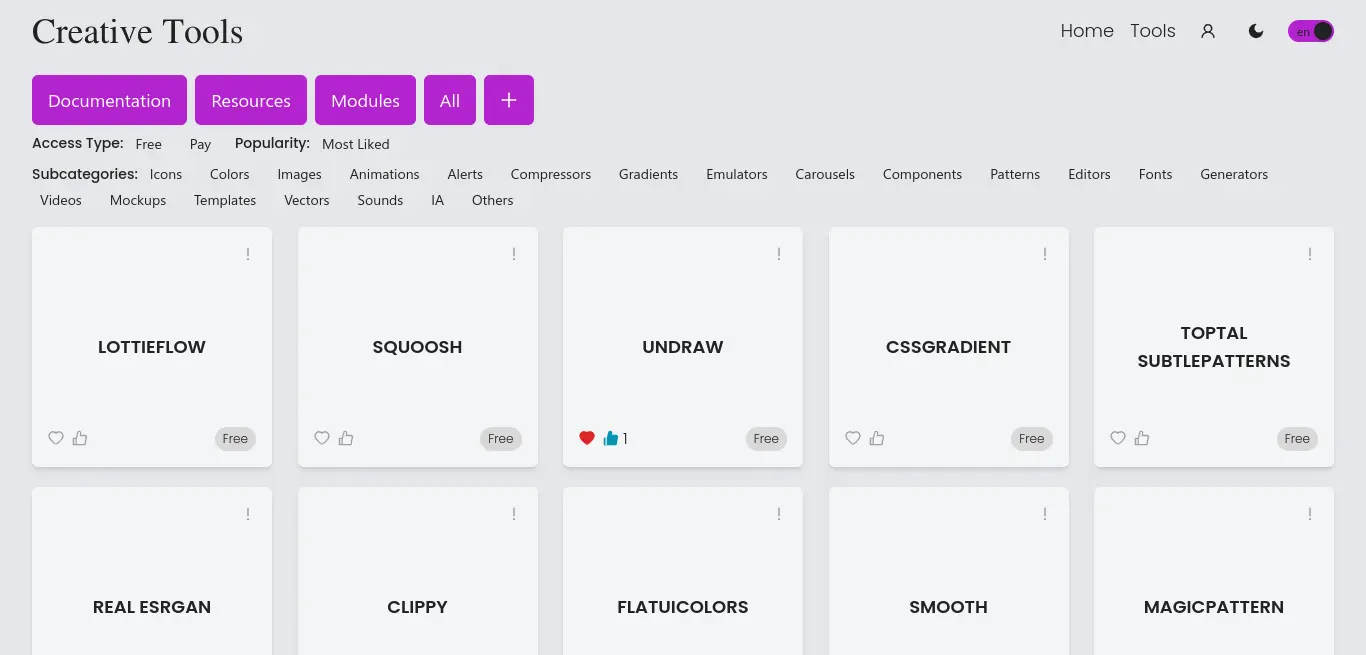 Creative Tools
Home Tools en
Documentation Resources Modules All +
Access Type: Free Pay Popularity: Most Liked
Subcategories: Icons Colors Images Animations Alerts Compressors Gradients Emulators Carousels Components Patterns Editors Fonts Generators
Videos Mockups Templates Vectors Sounds IA Others
! ! ! ! !
LOTTIEFLOW SQUOOSH UNDRAW CSSGRADIENT TOPTAL
SUBTLEPATTERNS
Free Free 1 Free Free Free
! ! ! ! !
REAL ESRGAN CLIPPY FLATUICOLORS SMOOTH MAGICPATTERN